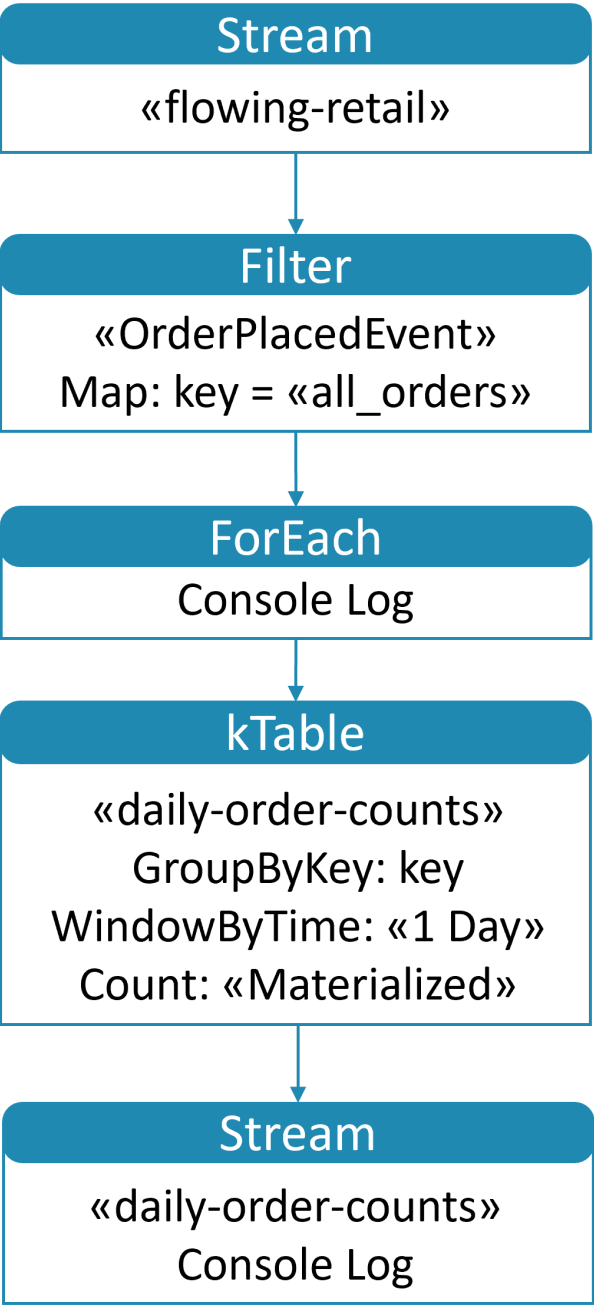 Stream
«flowing-retail»
Filter
«OrderPlacedEvent»
Map: key = «all_orders»
ForEach
Console Log
kTable
«daily-order-counts»
GroupByKey: key
WindowByTime: «1 Day»
Count: «Materialized»
Stream
«daily-order-counts»
Console Log